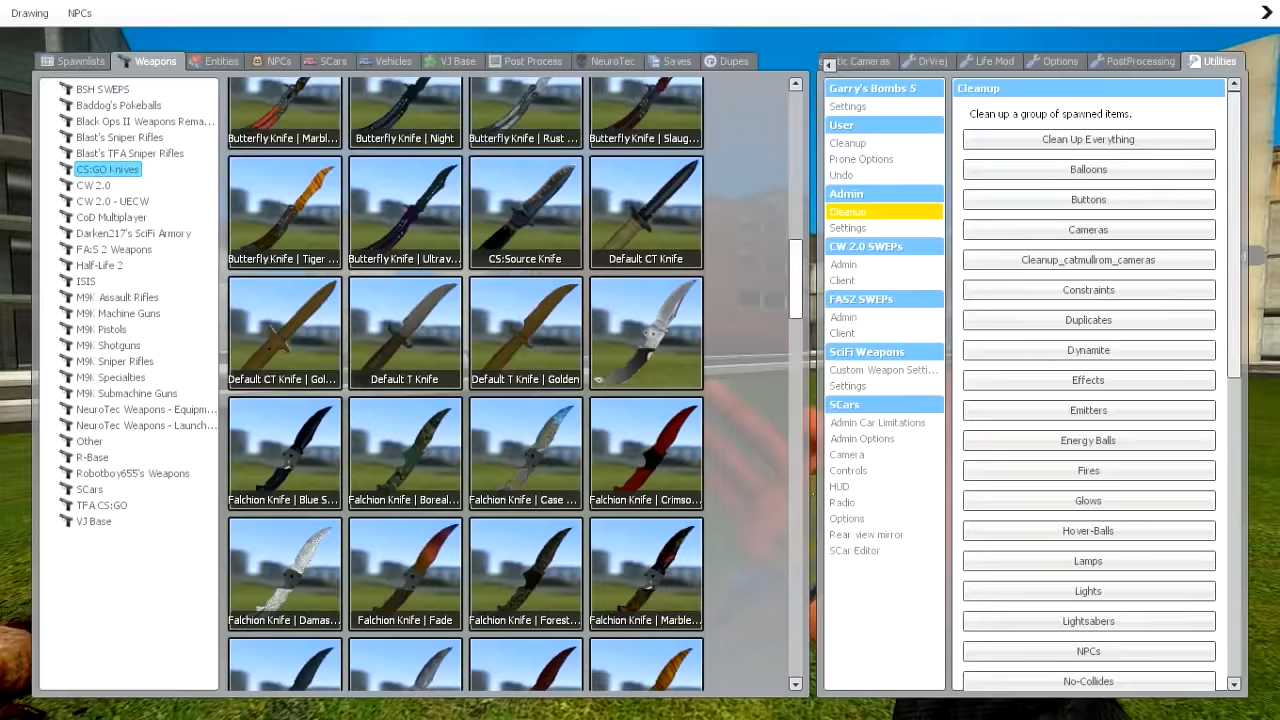 Drawing NPCs
Spawnlists Weapons Entities NPCs SCars Vehicles VJ Base Post Process NeuroTec Saves Dupes
tic Cameras DrVrej Life Mod Options PostProcessing Utilities
BSH SWEPS
Baddog's Pokeballs
Black Ops II Weapons Rema...
Blast's Sniper Rifles
Blast's TFA Sniper Rifles
CS:GO Knives
CW 2.0
CW 2.0 - UECW
CoD Multiplayer
Darken217's SciFi Armory
FA:S 2 Weapons
Half-Life 2
ISIS
M9K Assault Rifles
M9K Machine Guns
M9K Pistols
M9K Shotguns
M9K Sniper Rifles
M9K Specialties
M9K Submachine Guns
NeuroTec Weapons - Equipm...
NeuroTec Weapons - Launch...
Other
R-Base
Robotboy655's Weapons
SCars
TFA CS:GO
VJ Base
Butterfly Knife | Marbl... Butterfly Knife | Night Butterfly Knife | Rust ... Butterfly Knife | Slaug...
Butterfly Knife | Tiger ... Butterfly Knife | Ultrav... CS:Source Knife Default CT Knife
Default CT Knife | Gol... Default T Knife Default T Knife | Golden
Falchion Knife | Blue S... Falchion Knife | Boreal... Falchion Knife | Case ... Falchion Knife | Crimso...
Falchion Knife | Damas... Falchion Knife | Fade Falchion Knife | Forest... Falchion Knife | Marble...
Garry's Bombs 5
Settings
User
Cleanup
Prone Options
Undo
Admin
Cleanup
Settings
CW 2.0 SWEPs
Admin
Client
FAS2 SWEPs
Admin
Client
SciFi Weapons
Custom Weapon Setti...
Settings
SCars
Admin Car Limitations
Admin Options
Camera
Controls
HUD
Radio
Options
Rear view mirror
SCar Editor
Cleanup
Clean up a group of spawned items.
Clean Up Everything
Balloons
Buttons
Cameras
Cleanup_catmullrom_cameras
Constraints
Duplicates
Dynamite
Effects
Emitters
Energy Balls
Fires
Glows
Hover-Balls
Lamps
Lights
Lightsabers
NPCs
No-Collides